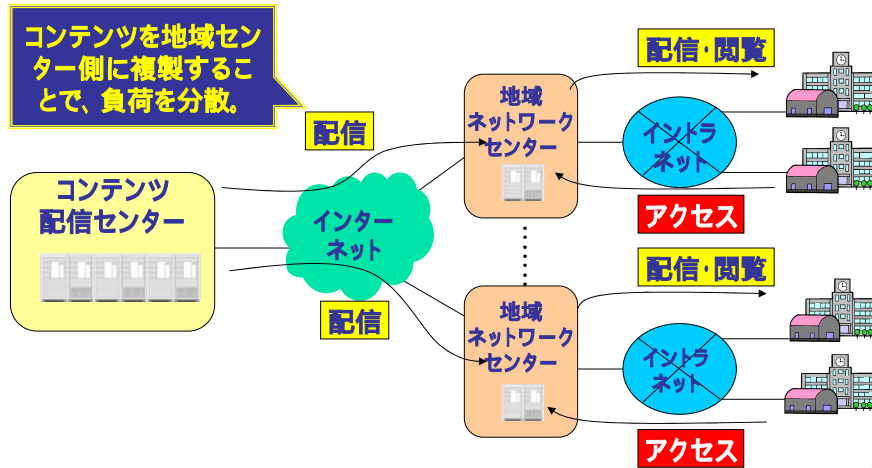 コンテンツを地域セン
ター側に複製するこ
とで、負荷を分散。
配信・閲覧
地域
ネットワーク
センター
イントラ
ネット
配信
アクセス
コンテンツ
配信センター
インター
ネット
配信
配信・閲覧
地域
ネットワーク
センター
イントラ
ネット
アクセス